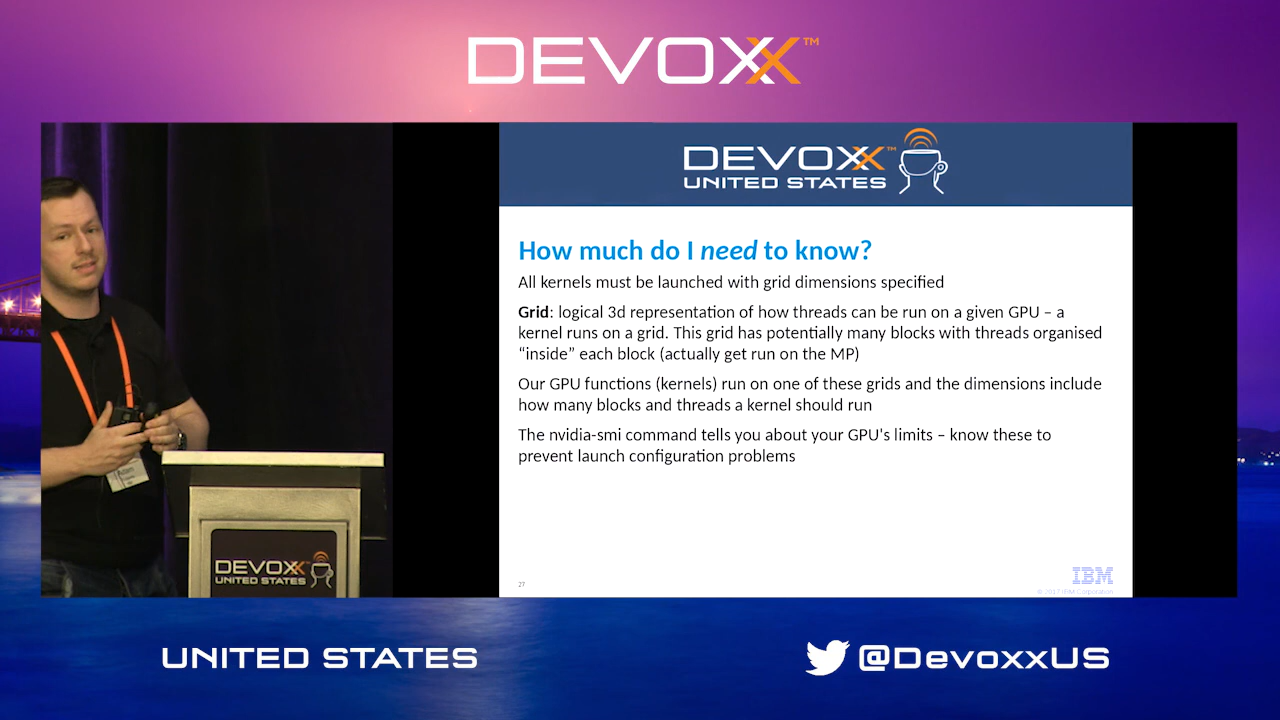 DEVOXX™
DEVOXX™
UNITED STATES
How much do I need to know?
All kernels must be launched with grid dimensions specified
Grid: logical 3d representation of how threads can be run on a given GPU – a
kernel runs on a grid. This grid has potentially many blocks with threads organised
“inside” each block (actually get run on the MP)
Our GPU functions (kernels) run on one of these grids and the dimensions include
how many blocks and threads a kernel should run
The nvidia-smi command tells you about your GPU's limits – know these to
prevent launch configuration problems
27
IBM
© 2017 IBM Corporation
DEVOXX
UNITED STATES
UNITED STATES
@DevoxxUS